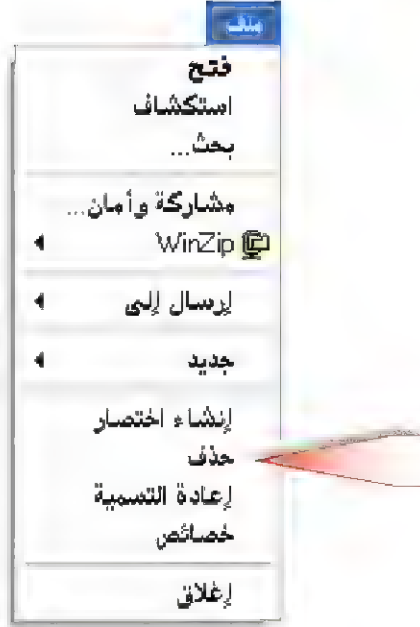 ملف
فتح
استكشاف
بحث...
مشاركة وأمان...
WinZip
إرسال إلى
جديد
إنشاء اختصار
حذف
إعادة التسمية
خصائص
إغلاق